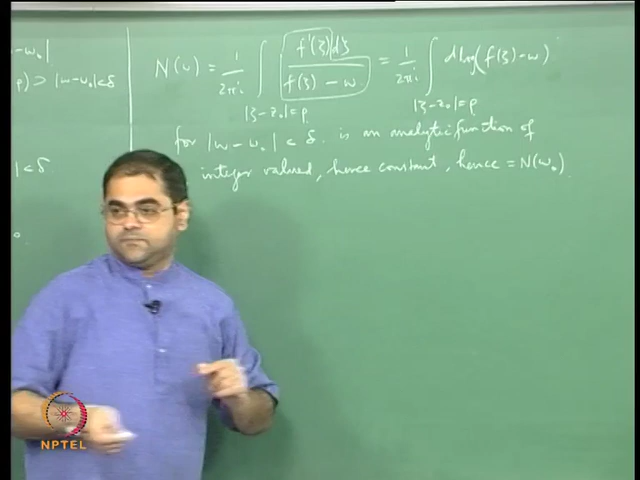 - w₀|
ρ) > |w - w₀| < δ
| < δ
N(w) = 1/2πi ∫_{|ζ-z₀|=ρ} f'(ζ)dζ / f(ζ) - w = 1/2πi ∫_{|ζ-z₀|=ρ} d log(f(ζ) - w)
for |w - w₀| < δ. is an analytic function of
integer valued, hence constant, hence = N(w₀).
NPTEL